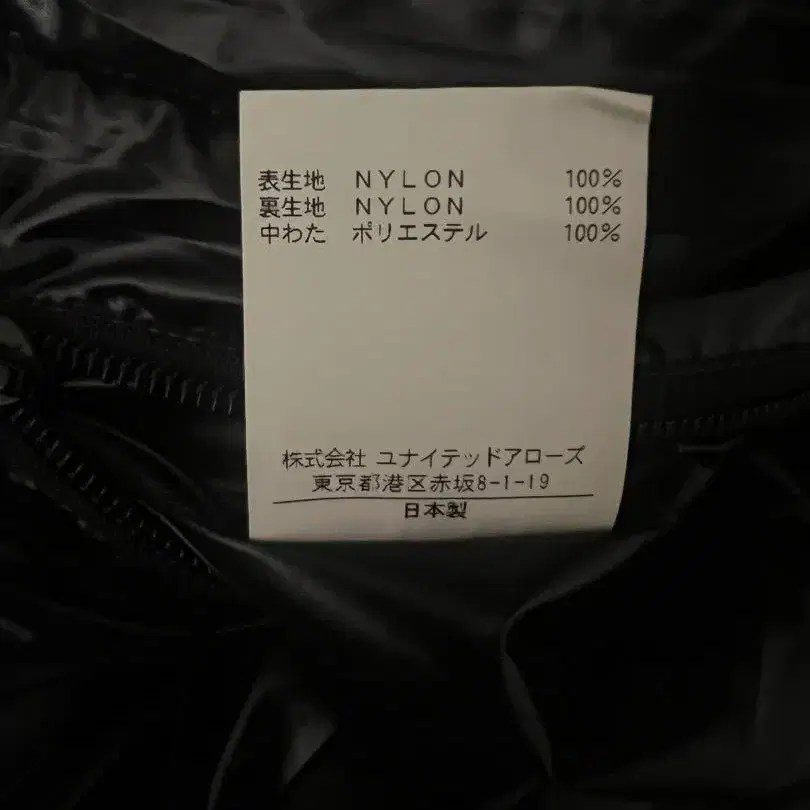 表生地 NYLON 100%
裏生地 NYLON 100%
中わた ポリエステル 100%
株式会社 ユナイテッドアローズ
東京都港区赤坂8-1-19
日本製